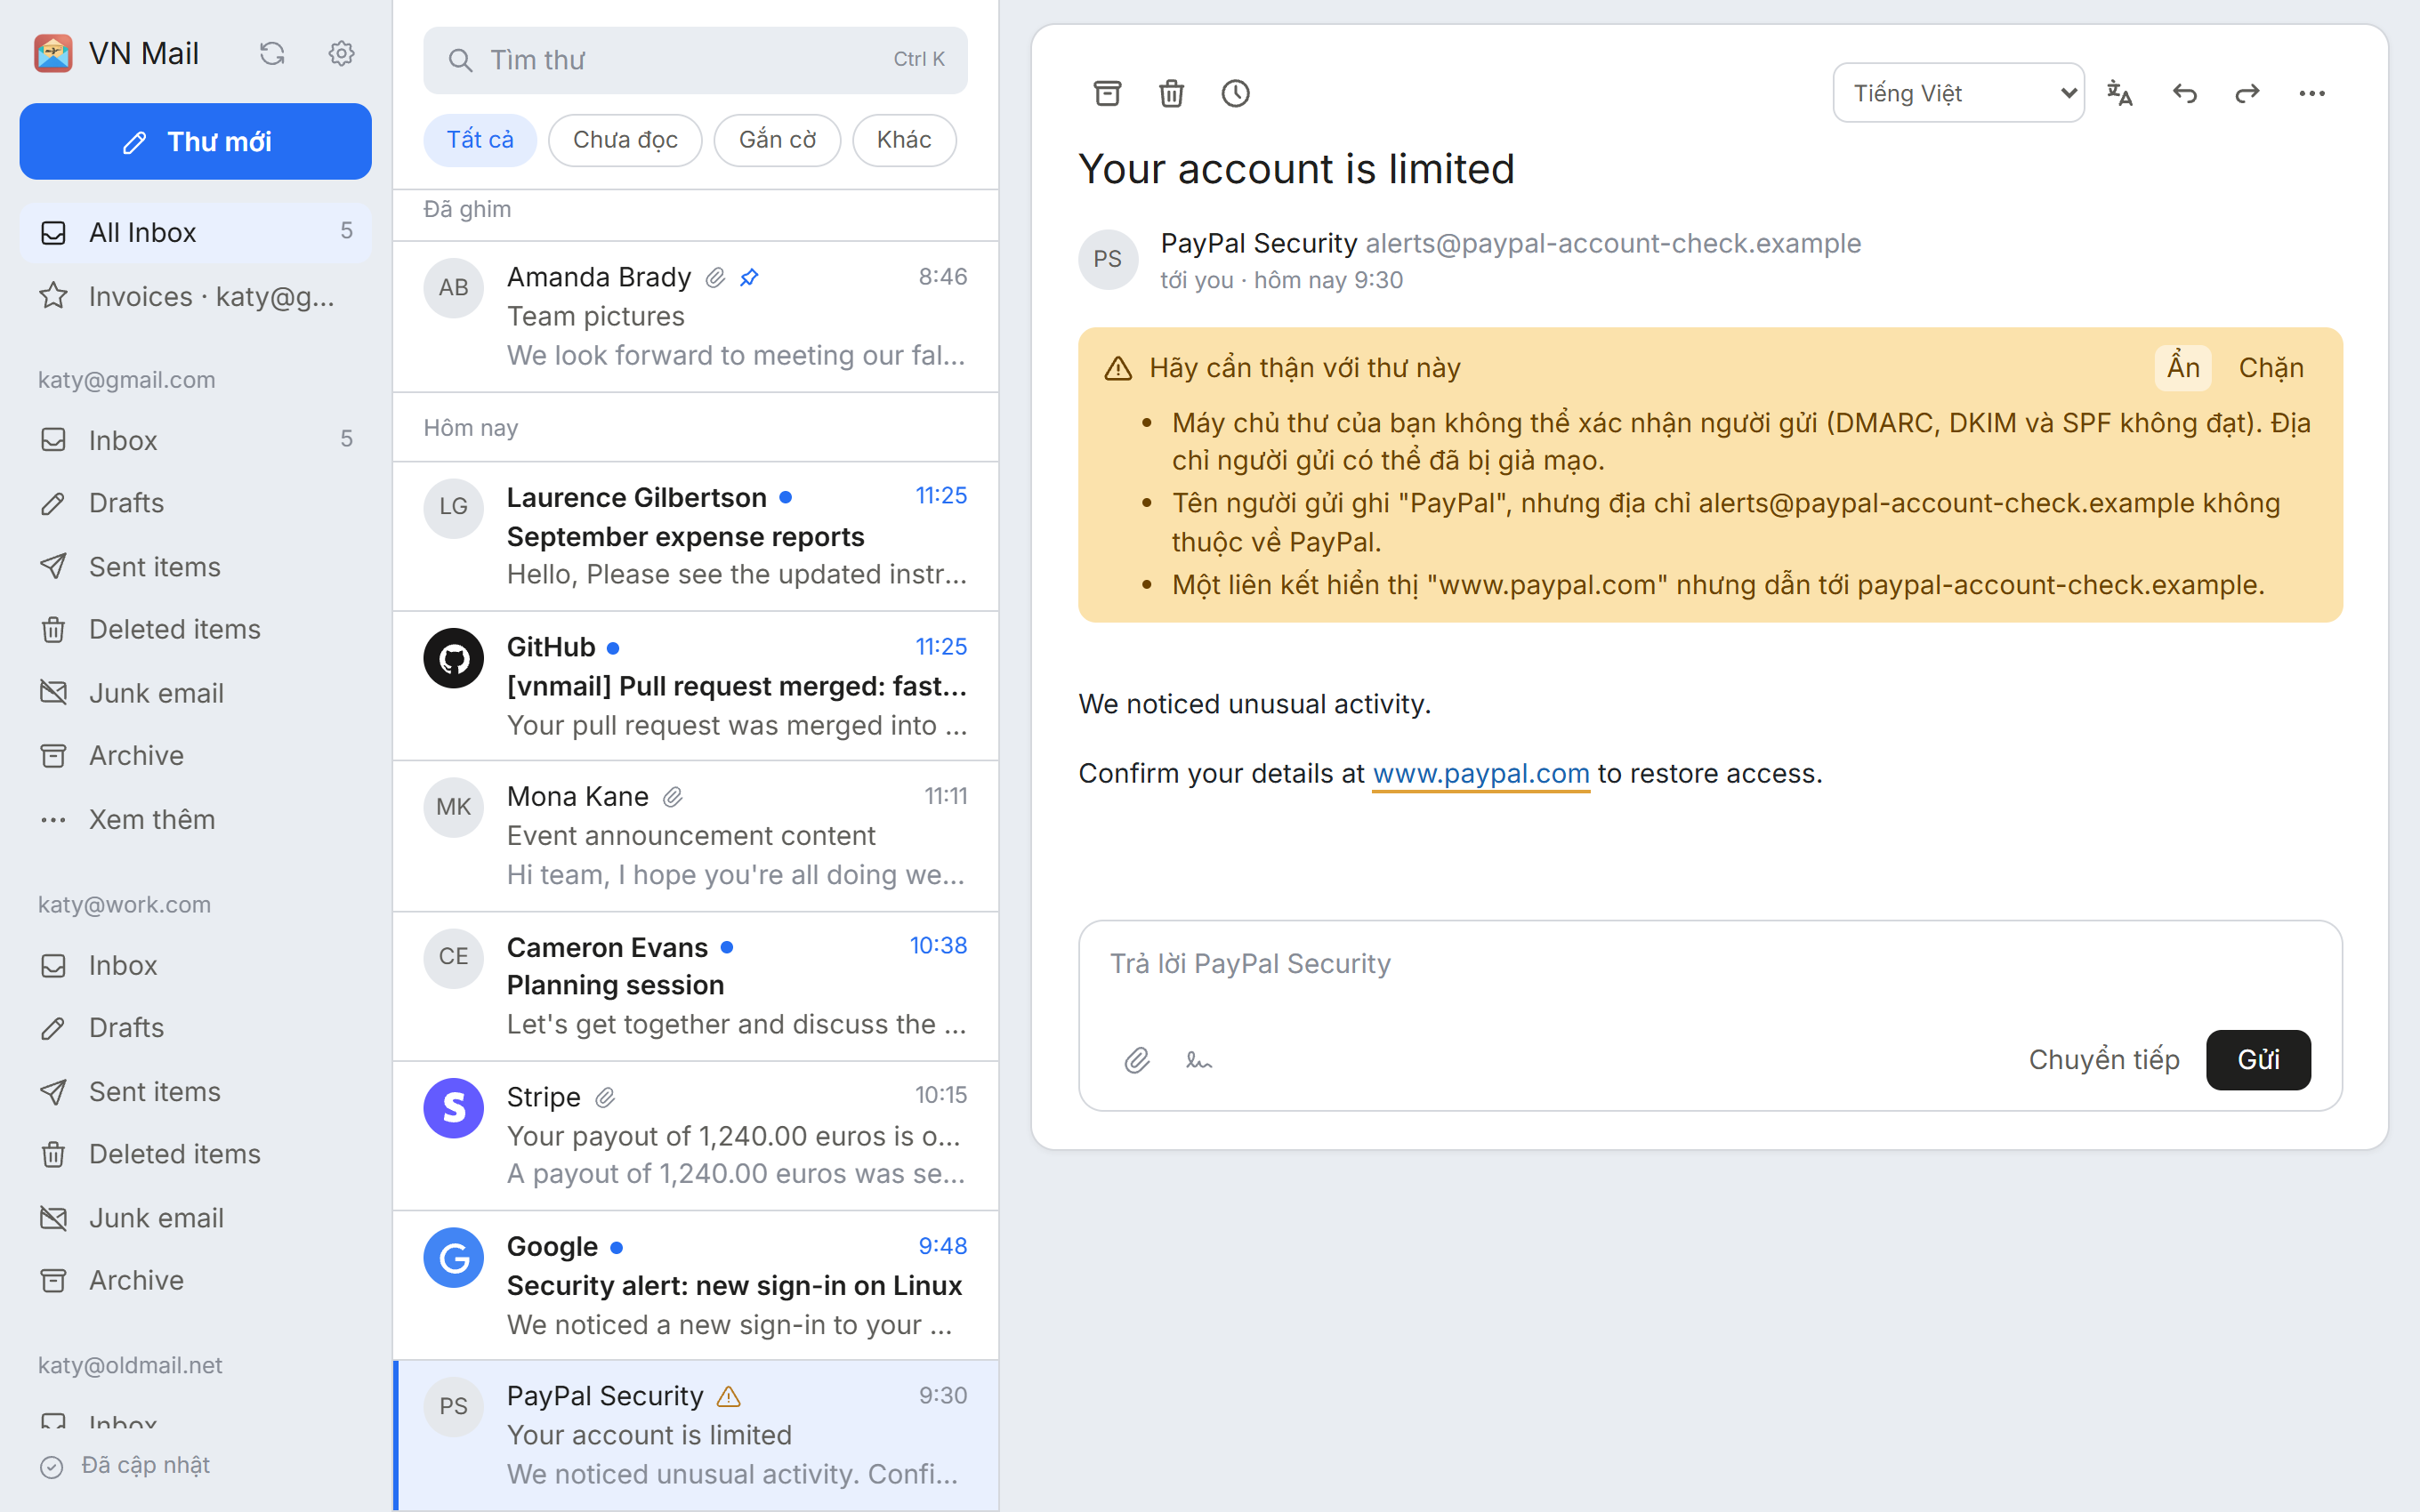 VN Mail
Thư mới
All Inbox 5
Invoices · katy@g...
katy@gmail.com
Inbox 5
Drafts
Sent items
Deleted items
Junk email
Archive
Xem thêm
katy@work.com
Inbox
Drafts
Sent items
Deleted items
Junk email
Archive
katy@oldmail.net
Inbox
Đã cập nhật
Tìm thư Ctrl K
Tất cả Chưa đọc Gắn cờ Khác
Đã ghim
AB Amanda Brady 8:46
Team pictures
We look forward to meeting our fal...
Hôm nay
LG Laurence Gilbertson 11:25
September expense reports
Hello, Please see the updated instr...
GitHub 11:25
[vnmail] Pull request merged: fast...
Your pull request was merged into ...
MK Mona Kane 11:11
Event announcement content
Hi team, I hope you're all doing we...
CE Cameron Evans 10:38
Planning session
Let's get together and discuss the ...
S Stripe 10:15
Your payout of 1,240.00 euros is o...
A payout of 1,240.00 euros was se...
G Google 9:48
Security alert: new sign-in on Linux
We noticed a new sign-in to your ...
PS PayPal Security 9:30
Your account is limited
We noticed unusual activity. Confi...
Tiếng Việt
Your account is limited
PS PayPal Security alerts@paypal-account-check.example
tới you · hôm nay 9:30
Hãy cẩn thận với thư này Ẩn Chặn
• Máy chủ thư của bạn không thể xác nhận người gửi (DMARC, DKIM và SPF không đạt). Địa
chỉ người gửi có thể đã bị giả mạo.
• Tên người gửi ghi "PayPal", nhưng địa chỉ alerts@paypal-account-check.example không
thuộc về PayPal.
• Một liên kết hiển thị "www.paypal.com" nhưng dẫn tới paypal-account-check.example.
We noticed unusual activity.
Confirm your details at www.paypal.com to restore access.
Trả lời PayPal Security
Chuyển tiếp Gửi